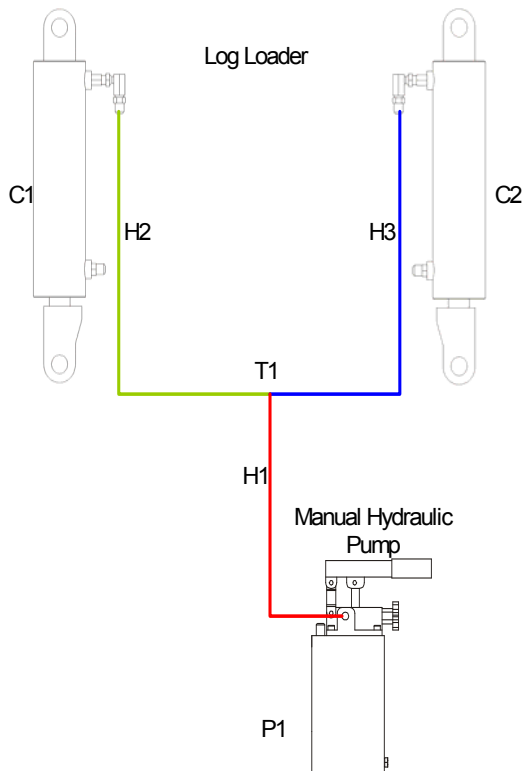 Log Loader
C1
C2
H2
H3
T1
H1
Manual Hydraulic
Pump
P1